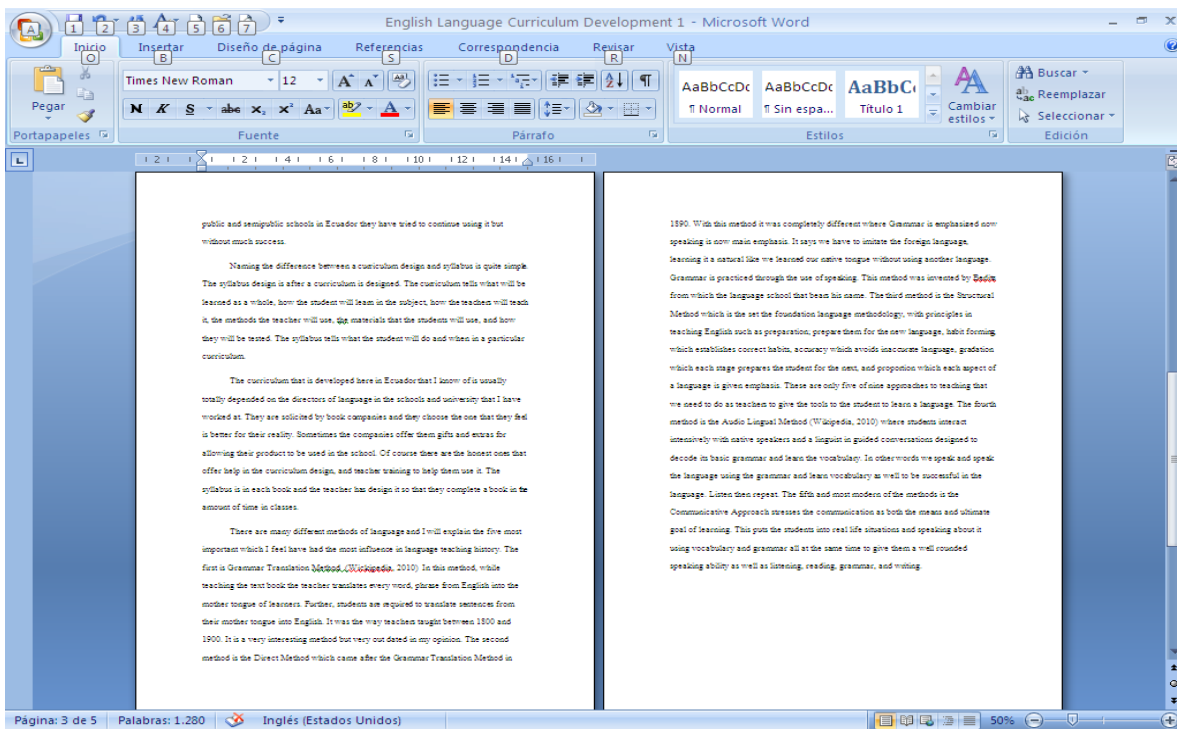 1 2 3 4 5 6 7
English Language Curriculum Development 1 - Microsoft Word
Inicio Insertar Diseño de página Referencias Correspondencia Revisar Vista
O B C S D R N
Times New Roman 12
Pegar
N K S abc X₂ X² Aa A
AaBbCcDc AaBbCcDc AaBbC
¶ Normal ¶ Sin espa... Título 1
Cambiar estilos
Buscar
Reemplazar
Seleccionar
Portapapeles Fuente Párrafo Estilos Edición
2 1 1 2 4 6 8 10 12 14 16
public and semipublic schools in Ecuador they have tried to continue using it but
without much success.
Naming the difference between a curriculum design and syllabus is quite simple.
The syllabus design is after a curriculum is designed. The curriculum tells what will be
learned as a whole, how the student will learn in the subject, how the teachers will teach
it, the methods the teacher will use, the materials that the students will use, and how
they will be tested. The syllabus tells what the student will do and when in a particular
curriculum.
The curriculum that is developed here in Ecuador that I know of is usually
totally depended on the directors of language in the schools and university that I have
worked at. They are solicited by book companies and they choose the one that they feel
is better for their reality. Sometimes the companies offer them gifts and extras for
allowing their product to be used in the school. Of course there are the honest ones that
offer help in the curriculum design, and teacher training to help them use it. The
syllabus is in each book and the teacher has design it so that they complete a book in the
amount of time in classes.
There are many different methods of language and I will explain the five most
important which I feel have had the most influence in language teaching history. The
first is Grammar Translation Method. (Wickipedia, 2010) In this method, while
teaching the text book the teacher translates every word, phrase from English into the
mother tongue of learners. Further, students are required to translate sentences from
their mother tongue into English. It was the way teachers taught between 1800 and
1900. It is a very interesting method but very out dated in my opinion. The second
method is the Direct Method which came after the Grammar Translation Method in
1890. With this method it was completely different where Grammar is emphasized now
speaking is now main emphasis. It says we have to imitate the foreign language,
learning it a natural like we learned our native tongue without using another language.
Grammar is practiced through the use of speaking. This method was invented by
from which the language school that bears his name. The third method is the Structural
Method which is the set the foundation language methodology, with principles in
teaching English such as preparation; prepare them for the new language, habit forming
which establishes correct habits, accuracy which avoids inaccurate language, gradation
which each stage prepares the student for the next, and proportion which each aspect of
a language is given emphasis. These are only five of nine approaches to teaching that
we need to do as teachers to give the tools to the student to learn a language. The fourth
method is the Audio Lingual Method (Wikipedia, 2010) where students interact
intensively with native speakers and a linguist in guided conversations designed to
decode its basic grammar and learn the vocabulary. In other words we speak and speak
the language using the grammar and learn vocabulary as well to be successful in the
language. Listen then repeat. The fifth and most modern of the methods is the
Communicative Approach stresses the communication as both the means and ultimate
goal of learning. This puts the students into real life situations and speaking about it
using vocabulary and grammar all at the same time to give them a well rounded
speaking ability as well as listening, reading, grammar, and writing.
Página: 3 de 5 Palabras: 1.280 Inglés (Estados Unidos) 50%